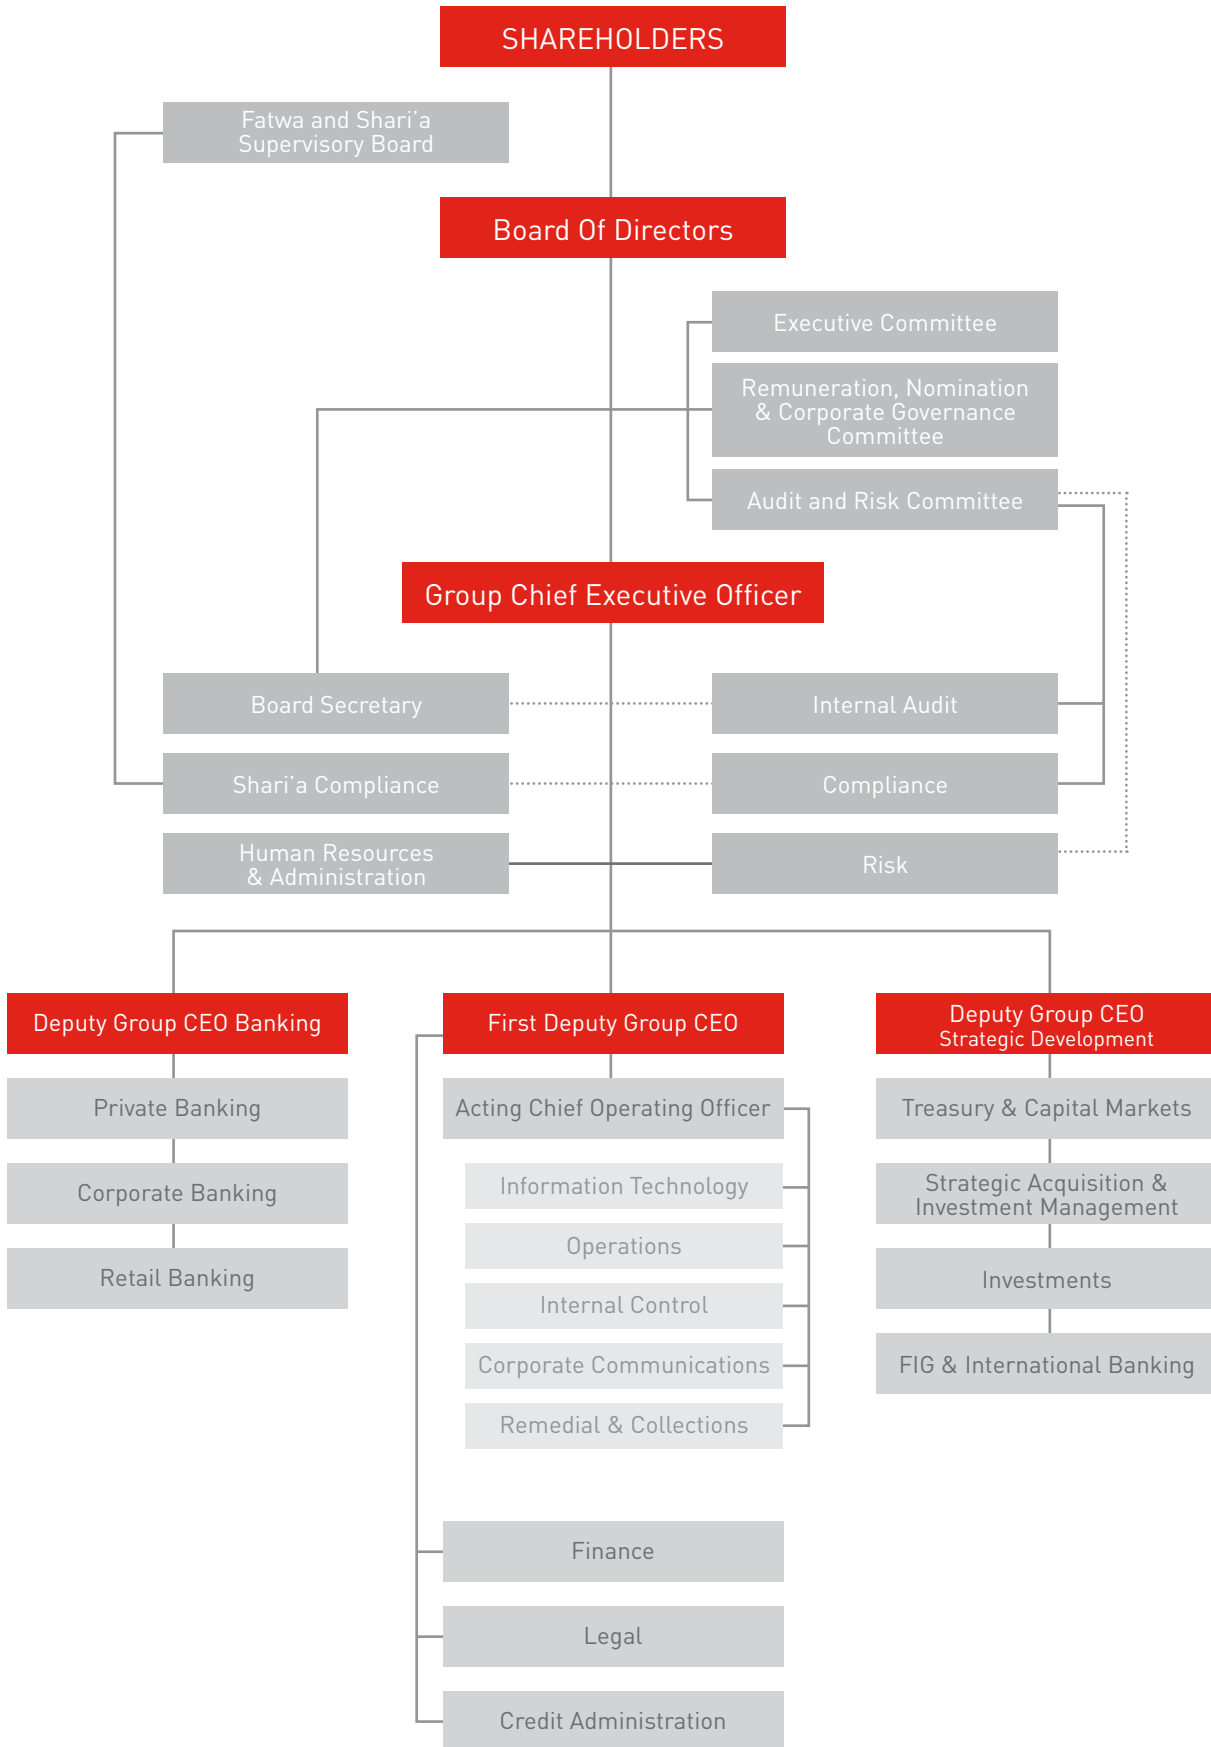 SHAREHOLDERS
Fatwa and Shari’a
Supervisory Board
Board Of Directors
Executive Committee
Remuneration, Nomination
& Corporate Governance
Committee
Audit and Risk Committee
Group Chief Executive Officer
Board Secretary
Internal Audit
Shari’a Compliance
Compliance
Human Resources
& Administration
Risk
Deputy Group CEO Banking
Private Banking
Corporate Banking
Retail Banking
First Deputy Group CEO
Acting Chief Operating Officer
Information Technology
Operations
Internal Control
Corporate Communications
Remedial & Collections
Finance
Legal
Credit Administration
Deputy Group CEO
Strategic Development
Treasury & Capital Markets
Strategic Acquisition &
Investment Management
Investments
FIG & International Banking